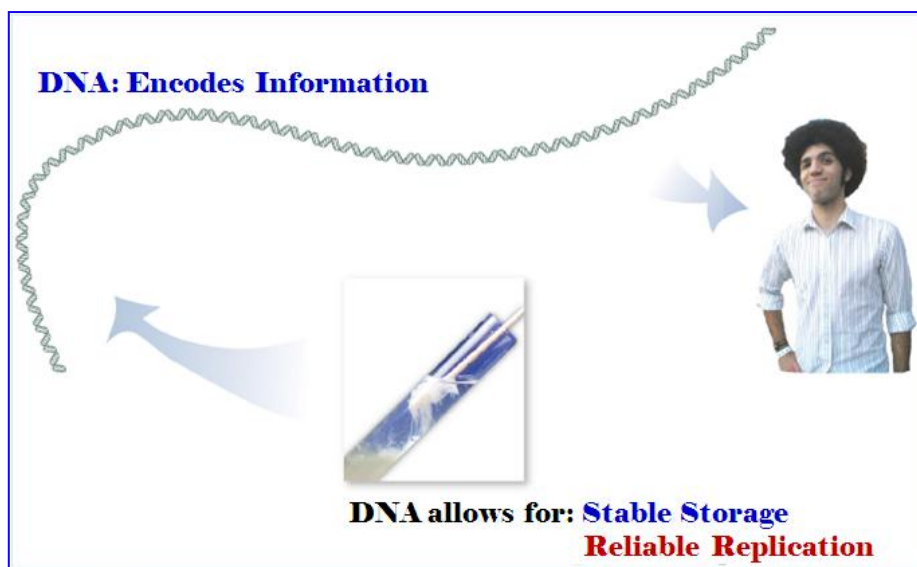 DNA: Encodes Information
DNA allows for: Stable Storage
Reliable Replication